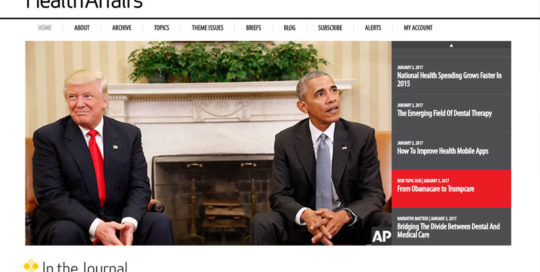 HealthAffairs
HOME ABOUT ARCHIVE TOPICS THEME ISSUES BRIEFS BLOG SUBSCRIBE ALERTS MY ACCOUNT
JANUARY 3, 2017
National Health Spending Grows Faster In
2015
JANUARY 3, 2017
The Emerging Field Of Dental Therapy
JANUARY 3, 2017
How To Improve Health Mobile Apps
NEW TOPIC HUB | JANUARY 3, 2017
From Obamacare to Trumpcare
NARRATIVE MATTERS | JANUARY 3, 2017
Bridging The Divide Between Dental And
Medical Care
AP
In the Journal